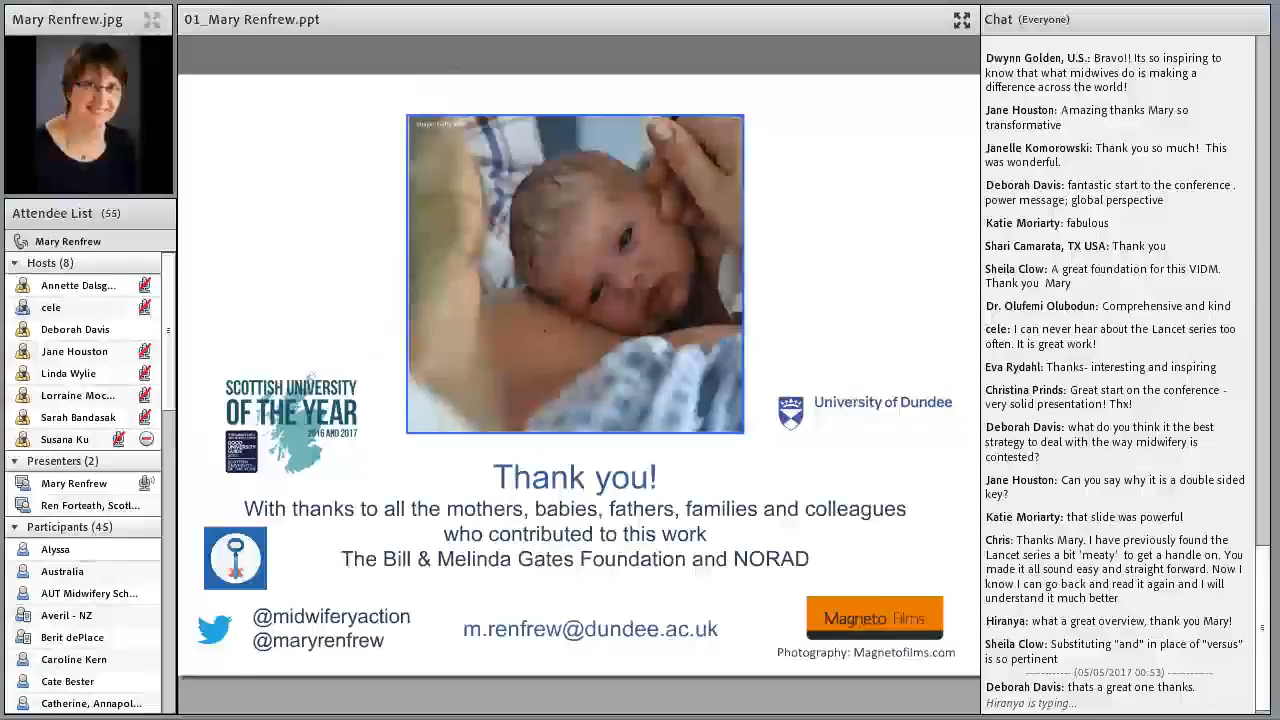 Mary Renfrew.jpg
Attendee List (55)
Mary Renfrew
Hosts (8)
Annette Dalsg...
cele
Deborah Davis
Jane Houston
Linda Wylie
Lorraine Moc...
Sarah Bandasak
Susana Ku
Presenters (2)
Mary Renfrew
Ren Forteath, Scotl...
Participants (45)
Alyssa
Australia
AUT Midwifery Sch...
Averil - NZ
Berit dePlace
Caroline Kern
Cate Bester
Catherine, Annapol...
01_Mary Renfrew.ppt
SCOTTISH UNIVERSITY
OF THE YEAR
2016 AND 2017
University of Dundee
Thank you!
With thanks to all the mothers, babies, fathers, families and colleagues
who contributed to this work
The Bill & Melinda Gates Foundation and NORAD
@midwiferyaction
@maryrenfrew
m.renfrew@dundee.ac.uk
Magneto Films
Photography: Magnetofilms.com
Chat (Everyone)
Dwynn Golden, U.S.: Bravo!! Its so inspiring to
know that what midwives do is making a
difference across the world!
Jane Houston: Amazing thanks Mary so
transformative
Janelle Komorowski: Thank you so much! This
was wonderful.
Deborah Davis: fantastic start to the conference .
power message; global perspective
Katie Moriarty: fabulous
Shari Camarata, TX USA: Thank you
Sheila Clow: A great foundation for this VIDM.
Thank you Mary
Dr. Olufemi Olubodun: Comprehensive and kind
cele: I can never hear about the Lancet series too
often. It is great work!
Eva Rydahl: Thanks- interesting and inspiring
Christina Prinds: Great start on the conference -
very solid presentation! Thx!
Deborah Davis: what do you think it the best
strategy to deal with the way midwifery is
contested?
Jane Houston: Can you say why it is a double sided
key?
Katie Moriarty: that slide was powerful
Chris: Thanks Mary. I have previously found the
Lancet series a bit 'meaty' to get a handle on. You
made it all sound easy and straight forward. Now I
know I can go back and read it again and I will
understand it much better
Hiranya: what a great overview, thank you Mary!
Sheila Clow: Substituting "and" in place of "versus"
is so pertinent
(05/05/2017 00:53)
Deborah Davis: thats a great one thanks.
Hiranya is typing...